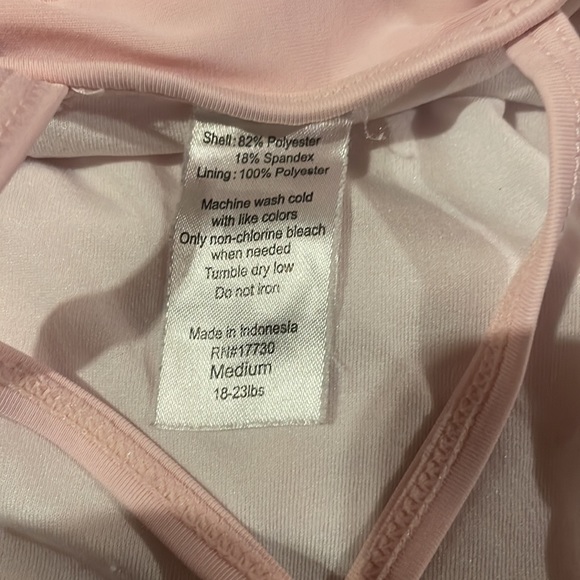 Shell: 82% Polyester
18% Spandex
Lining: 100% Polyester
Machine wash cold
with like colors
Only non-chlorine bleach
when needed
Tumble dry low
Do not iron
Made in Indonesia
RN#17730
Medium
18-23lbs